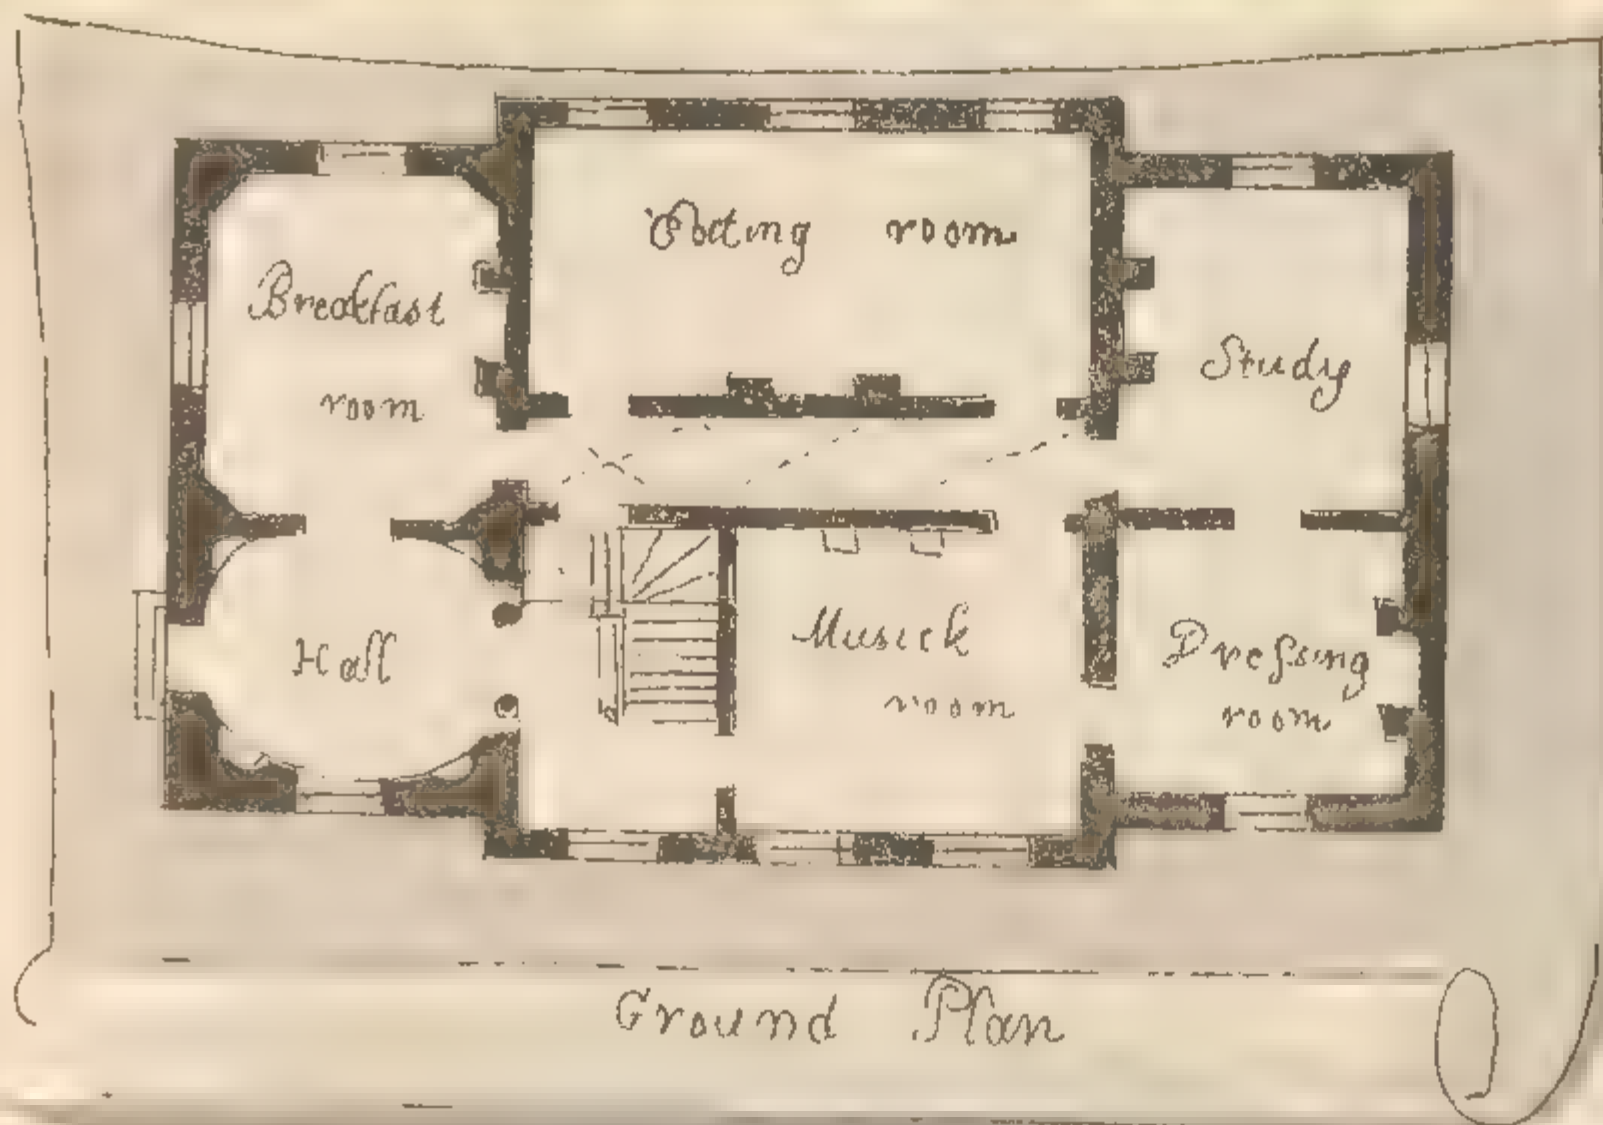 Eating room
Breakfast
room
Study
Hall
Musick
room
Dreſsing
room
Ground Plan